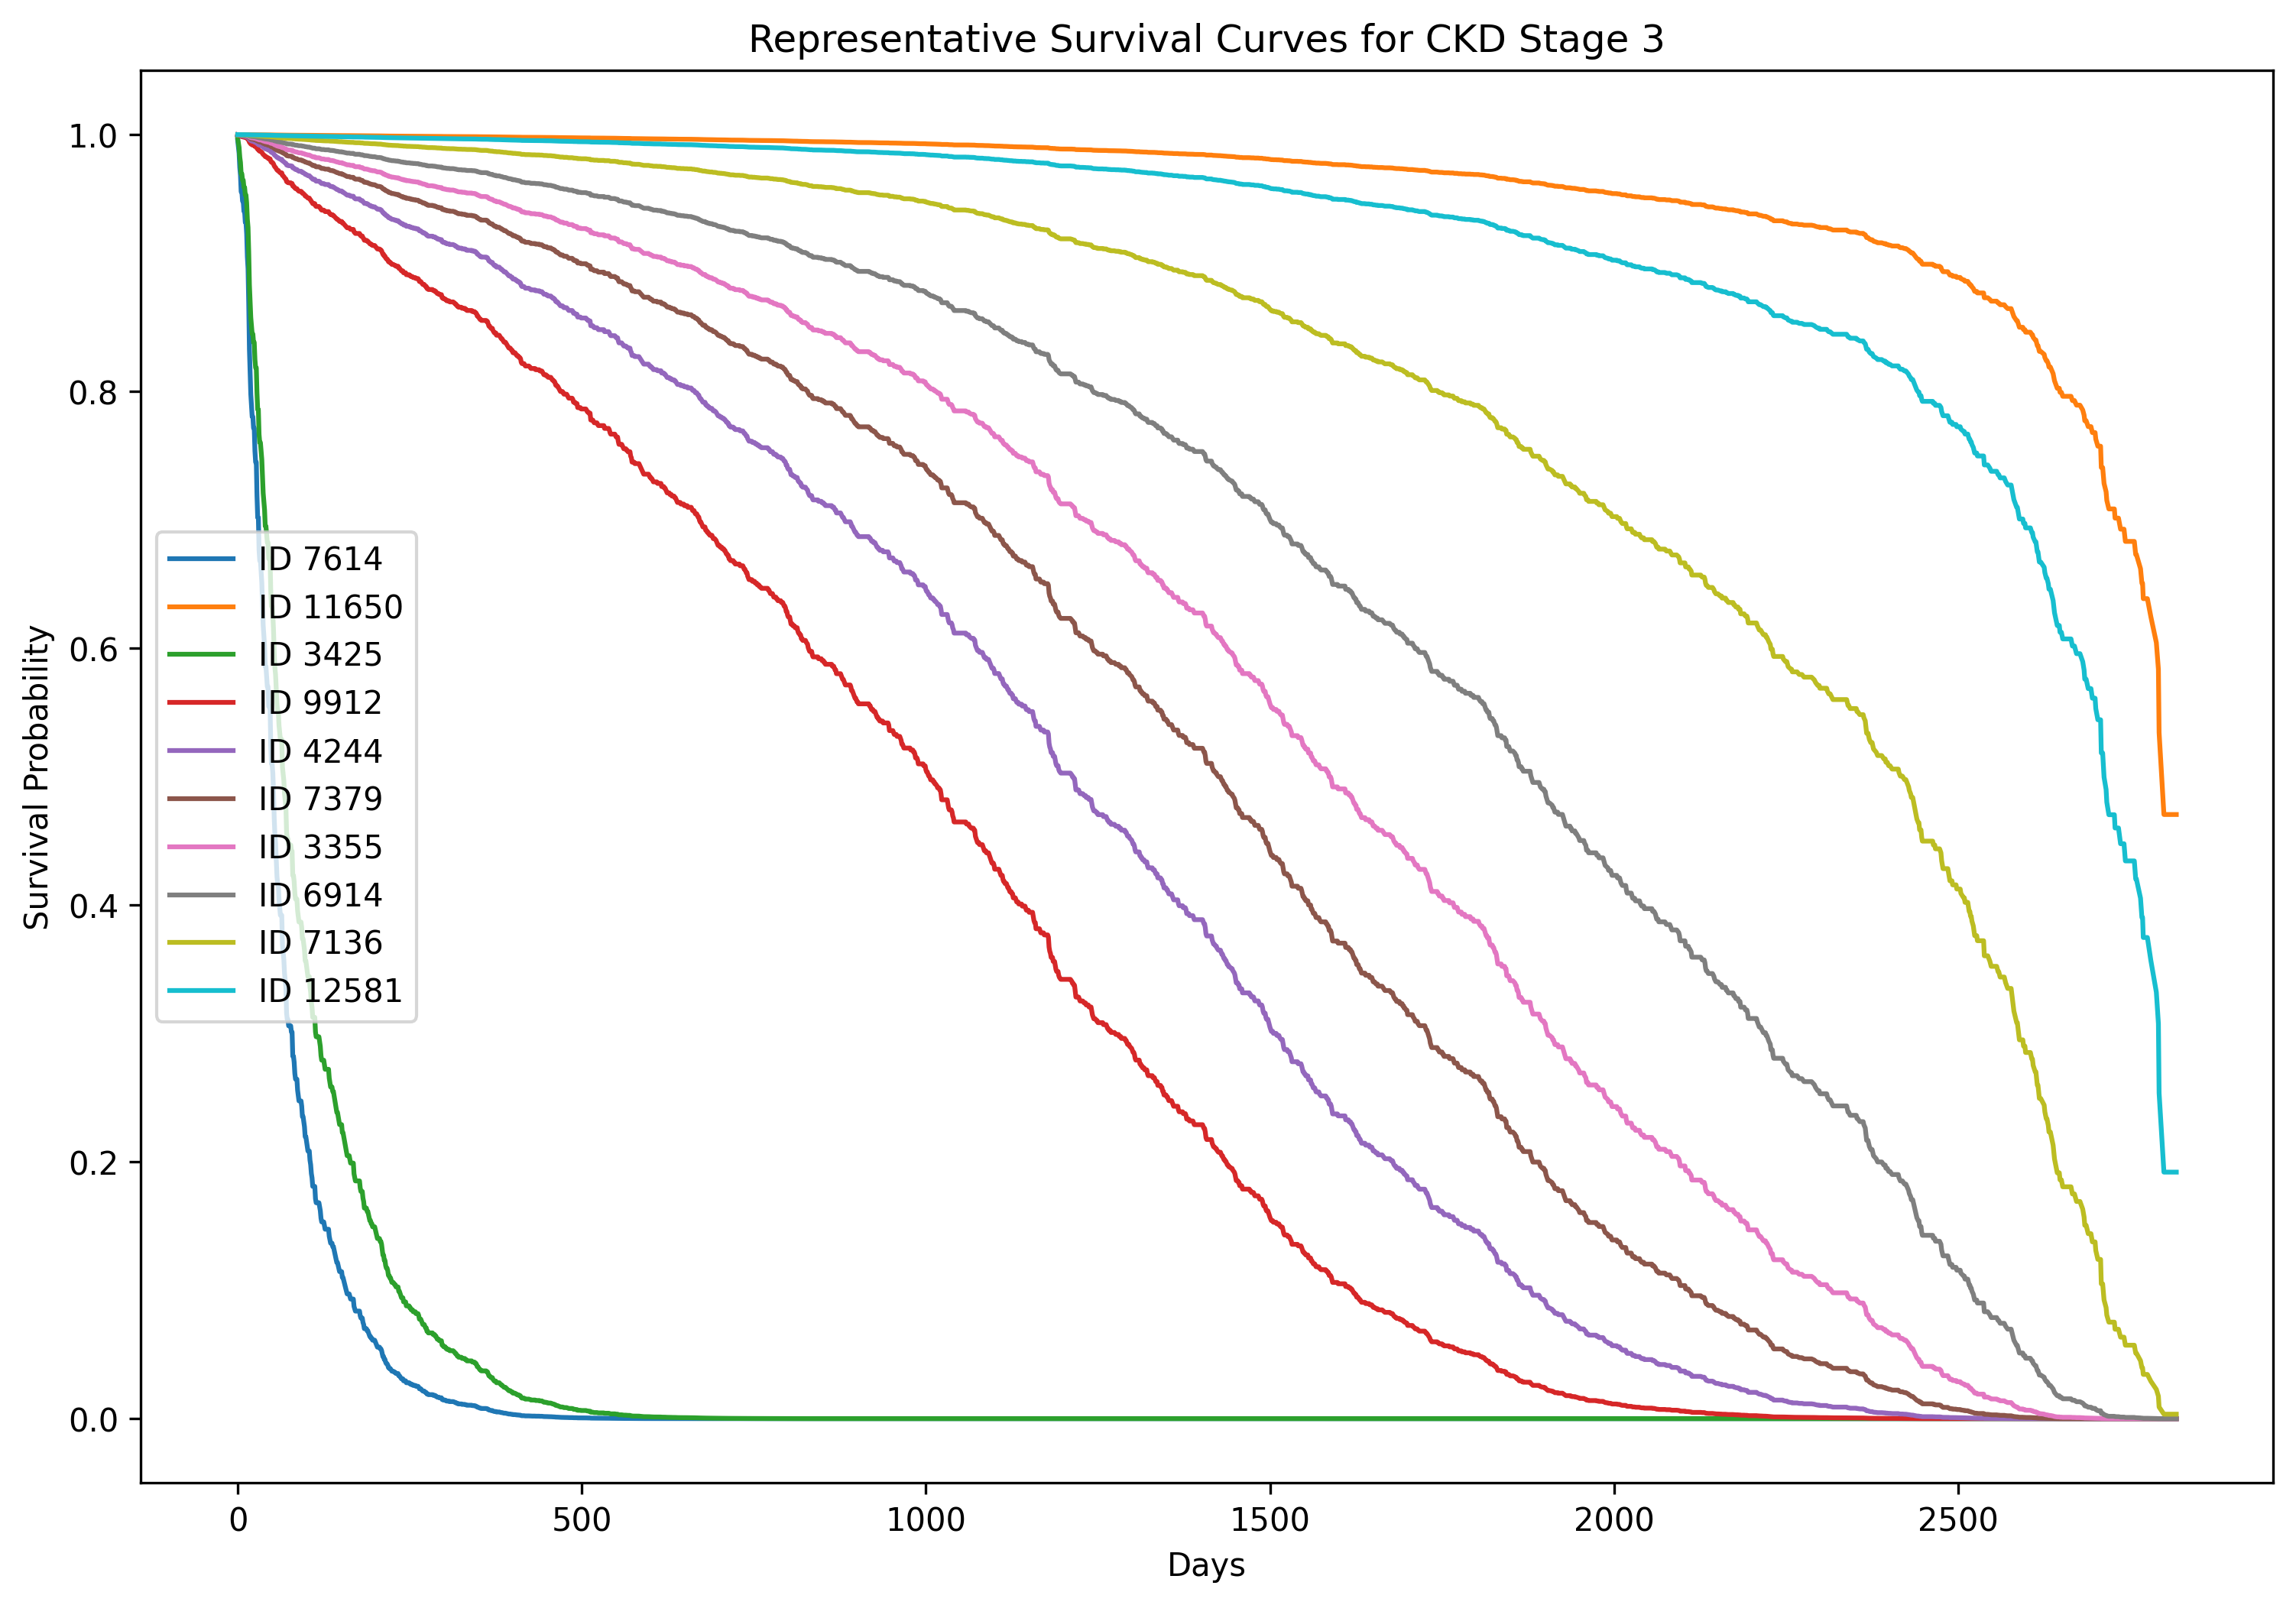 Representative Survival Curves for CKD Stage 3
Survival Probability
1.0
0.8
0.6
0.4
0.2
0.0
ID 7614
ID 11650
ID 3425
ID 9912
ID 4244
ID 7379
ID 3355
ID 6914
ID 7136
ID 12581
0 500 1000 1500 2000 2500
Days